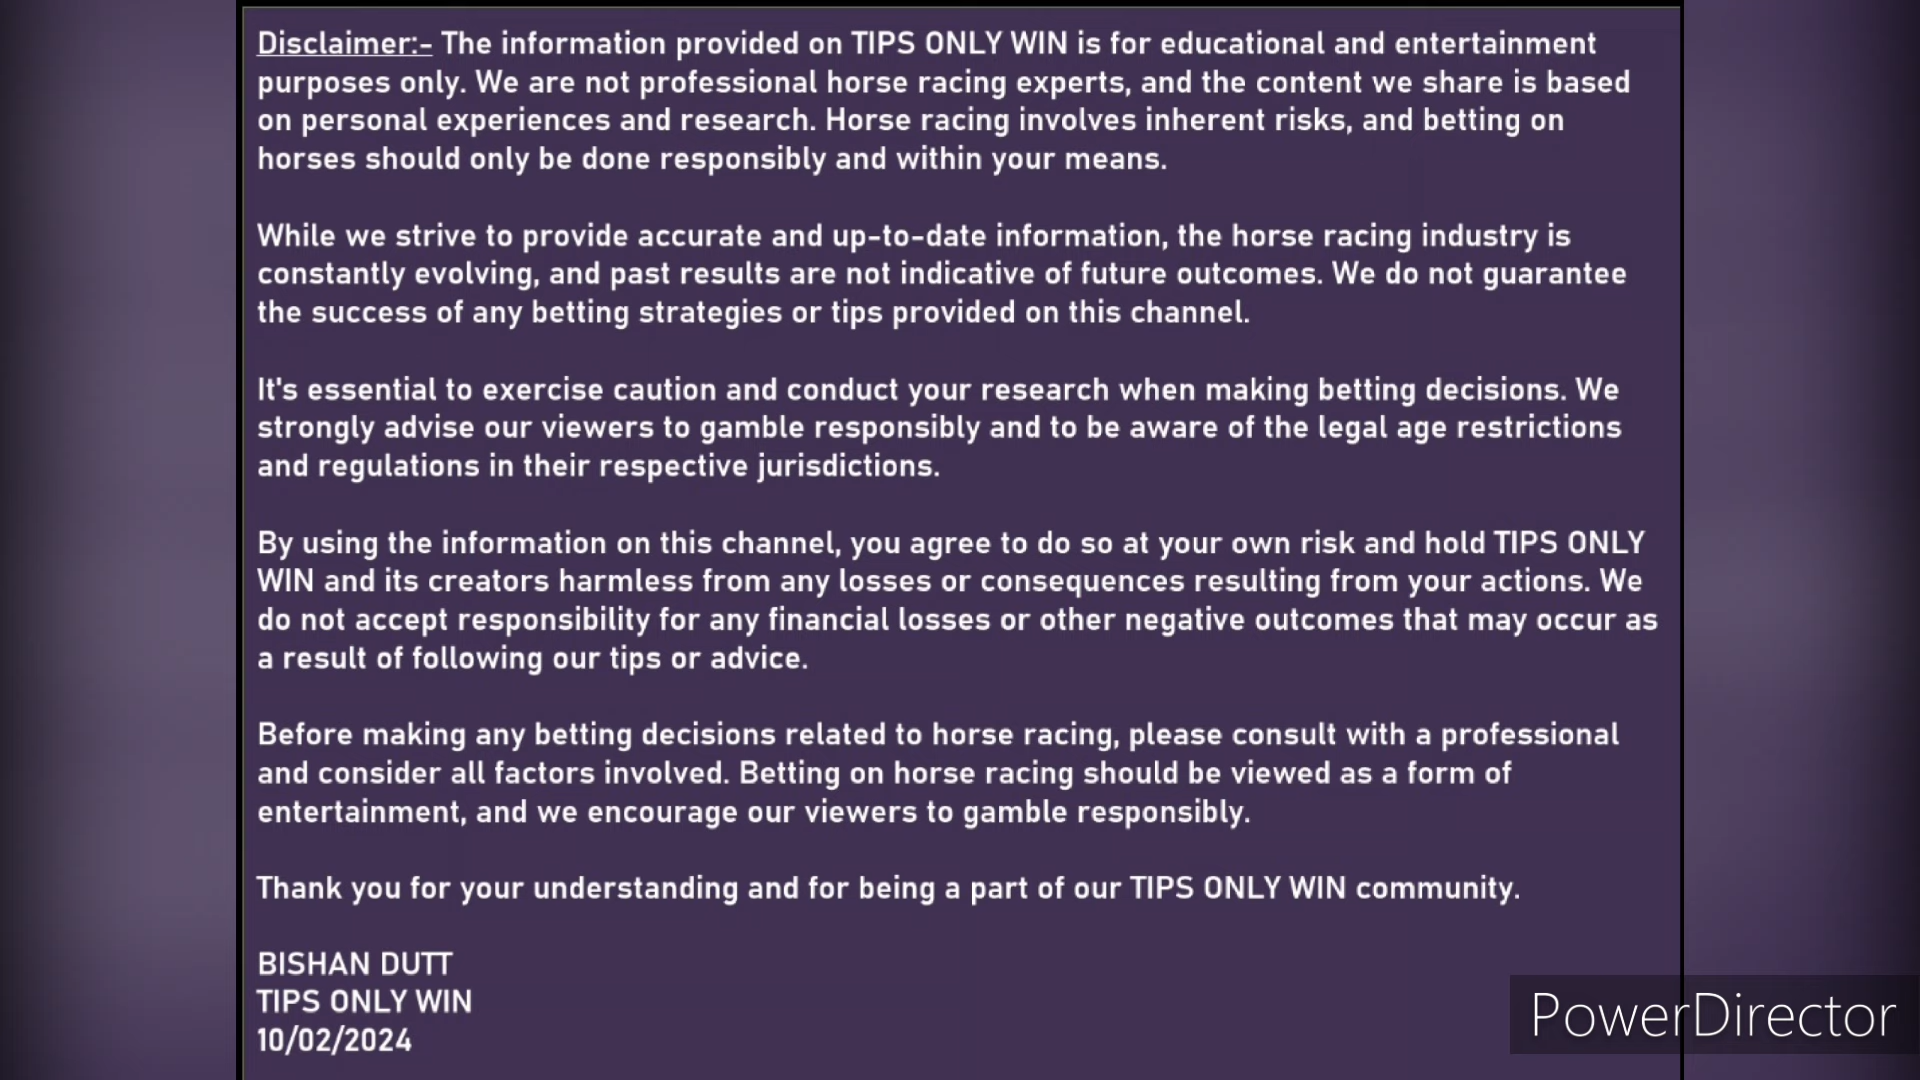 Disclaimer:- The information provided on TIPS ONLY WIN is for educational and entertainment
purposes only. We are not professional horse racing experts, and the content we share is based
on personal experiences and research. Horse racing involves inherent risks, and betting on
horses should only be done responsibly and within your means.
While we strive to provide accurate and up-to-date information, the horse racing industry is
constantly evolving, and past results are not indicative of future outcomes. We do not guarantee
the success of any betting strategies or tips provided on this channel.
It's essential to exercise caution and conduct your research when making betting decisions. We
strongly advise our viewers to gamble responsibly and to be aware of the legal age restrictions
and regulations in their respective jurisdictions.
By using the information on this channel, you agree to do so at your own risk and hold TIPS ONLY
WIN and its creators harmless from any losses or consequences resulting from your actions. We
do not accept responsibility for any financial losses or other negative outcomes that may occur as
a result of following our tips or advice.
Before making any betting decisions related to horse racing, please consult with a professional
and consider all factors involved. Betting on horse racing should be viewed as a form of
entertainment, and we encourage our viewers to gamble responsibly.
Thank you for your understanding and for being a part of our TIPS ONLY WIN community.
BISHAN DUTT
TIPS ONLY WIN
10/02/2024
PowerDirector